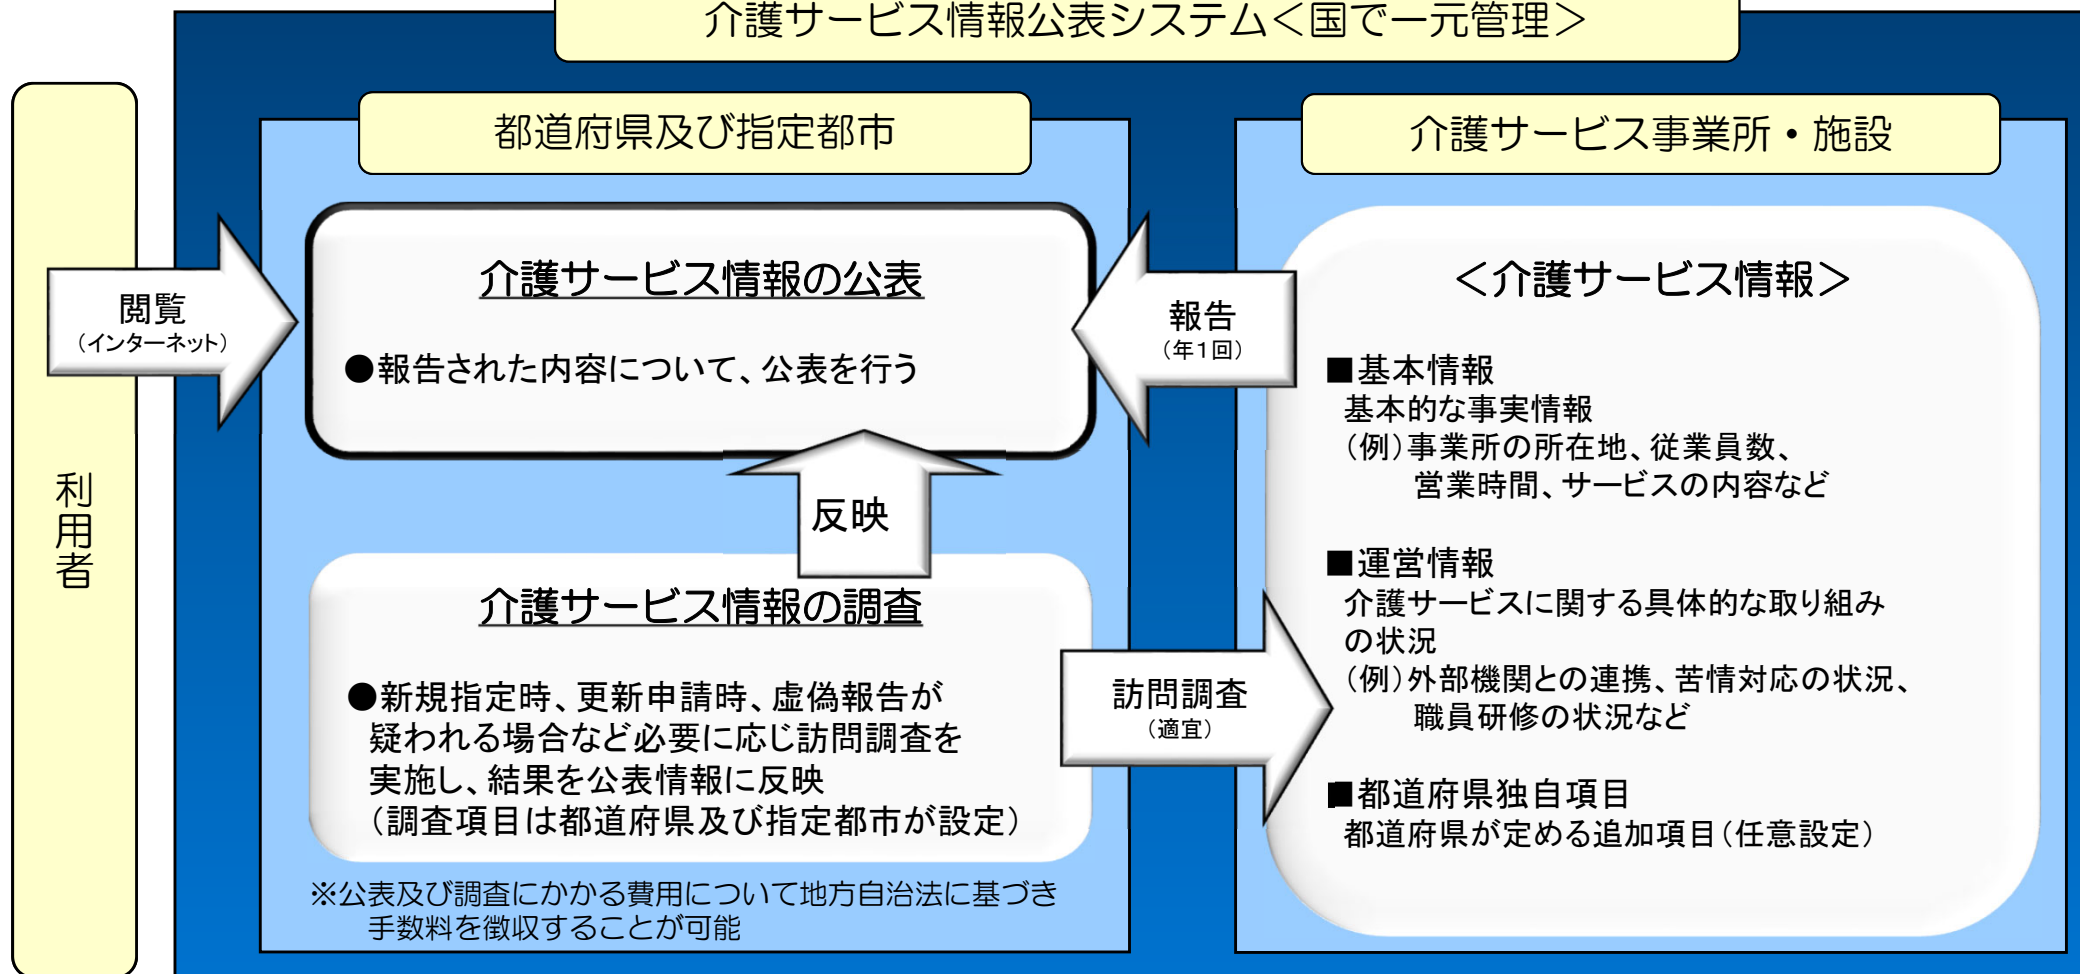 介護サービス情報公表システム＜国で一元管理＞
利用者
閲覧
（インターネット）
都道府県及び指定都市
介護サービス情報の公表
●報告された内容について、公表を行う
反映
介護サービス情報の調査
●新規指定時、更新申請時、虚偽報告が
疑われる場合など必要に応じ訪問調査を
実施し、結果を公表情報に反映
（調査項目は都道府県及び指定都市が設定）
※公表及び調査にかかる費用について地方自治法に基づき
手数料を徴収することが可能
報告
（年１回）
訪問調査
（適宜）
介護サービス事業所・施設
＜介護サービス情報＞
■基本情報
基本的な事実情報
（例）事業所の所在地、従業員数、
営業時間、サービスの内容など
■運営情報
介護サービスに関する具体的な取り組み
の状況
（例）外部機関との連携、苦情対応の状況、
職員研修の状況など
■都道府県独自項目
都道府県が定める追加項目（任意設定）